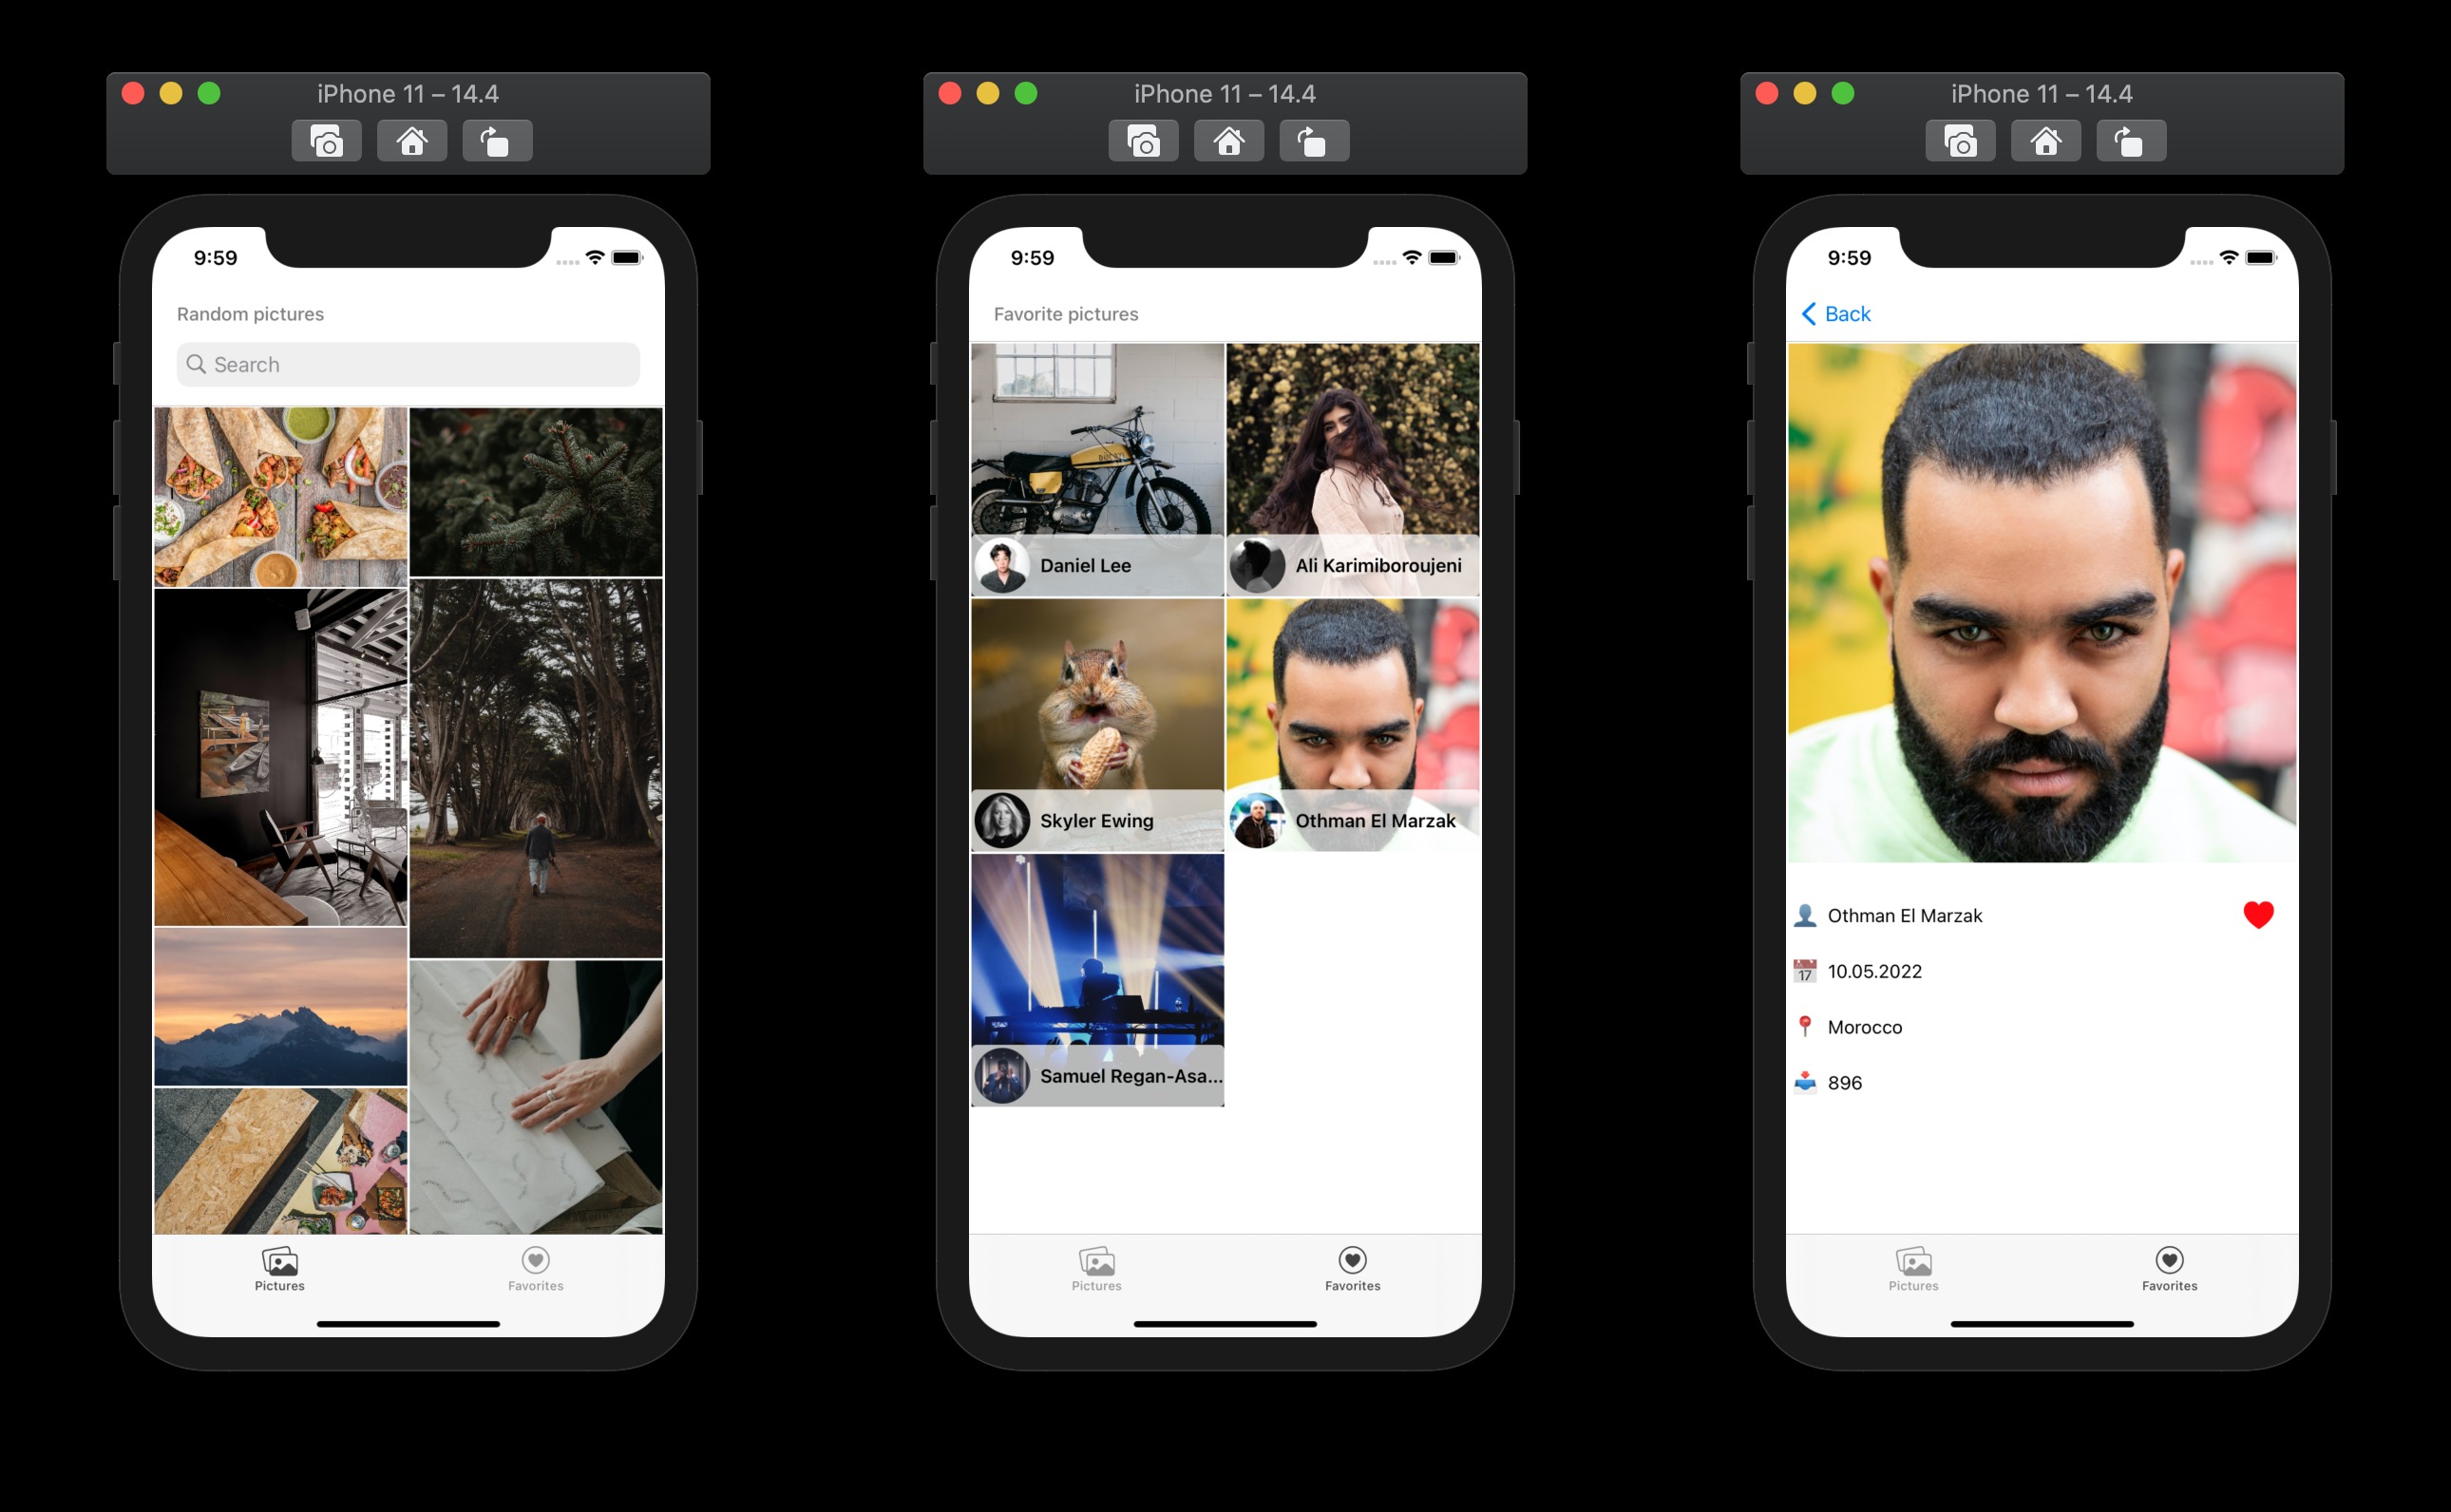 iPhone 11 – 14.4
9:59
Random pictures
Search
Pictures
Favorites
iPhone 11 – 14.4
9:59
Favorite pictures
Daniel Lee
Ali Karimiboroujeni
Skyler Ewing
Othman El Marzak
Samuel Regan-Asa...
Pictures
Favorites
iPhone 11 – 14.4
9:59
Back
Othman El Marzak
17
10.05.2022
Morocco
896
Pictures
Favorites